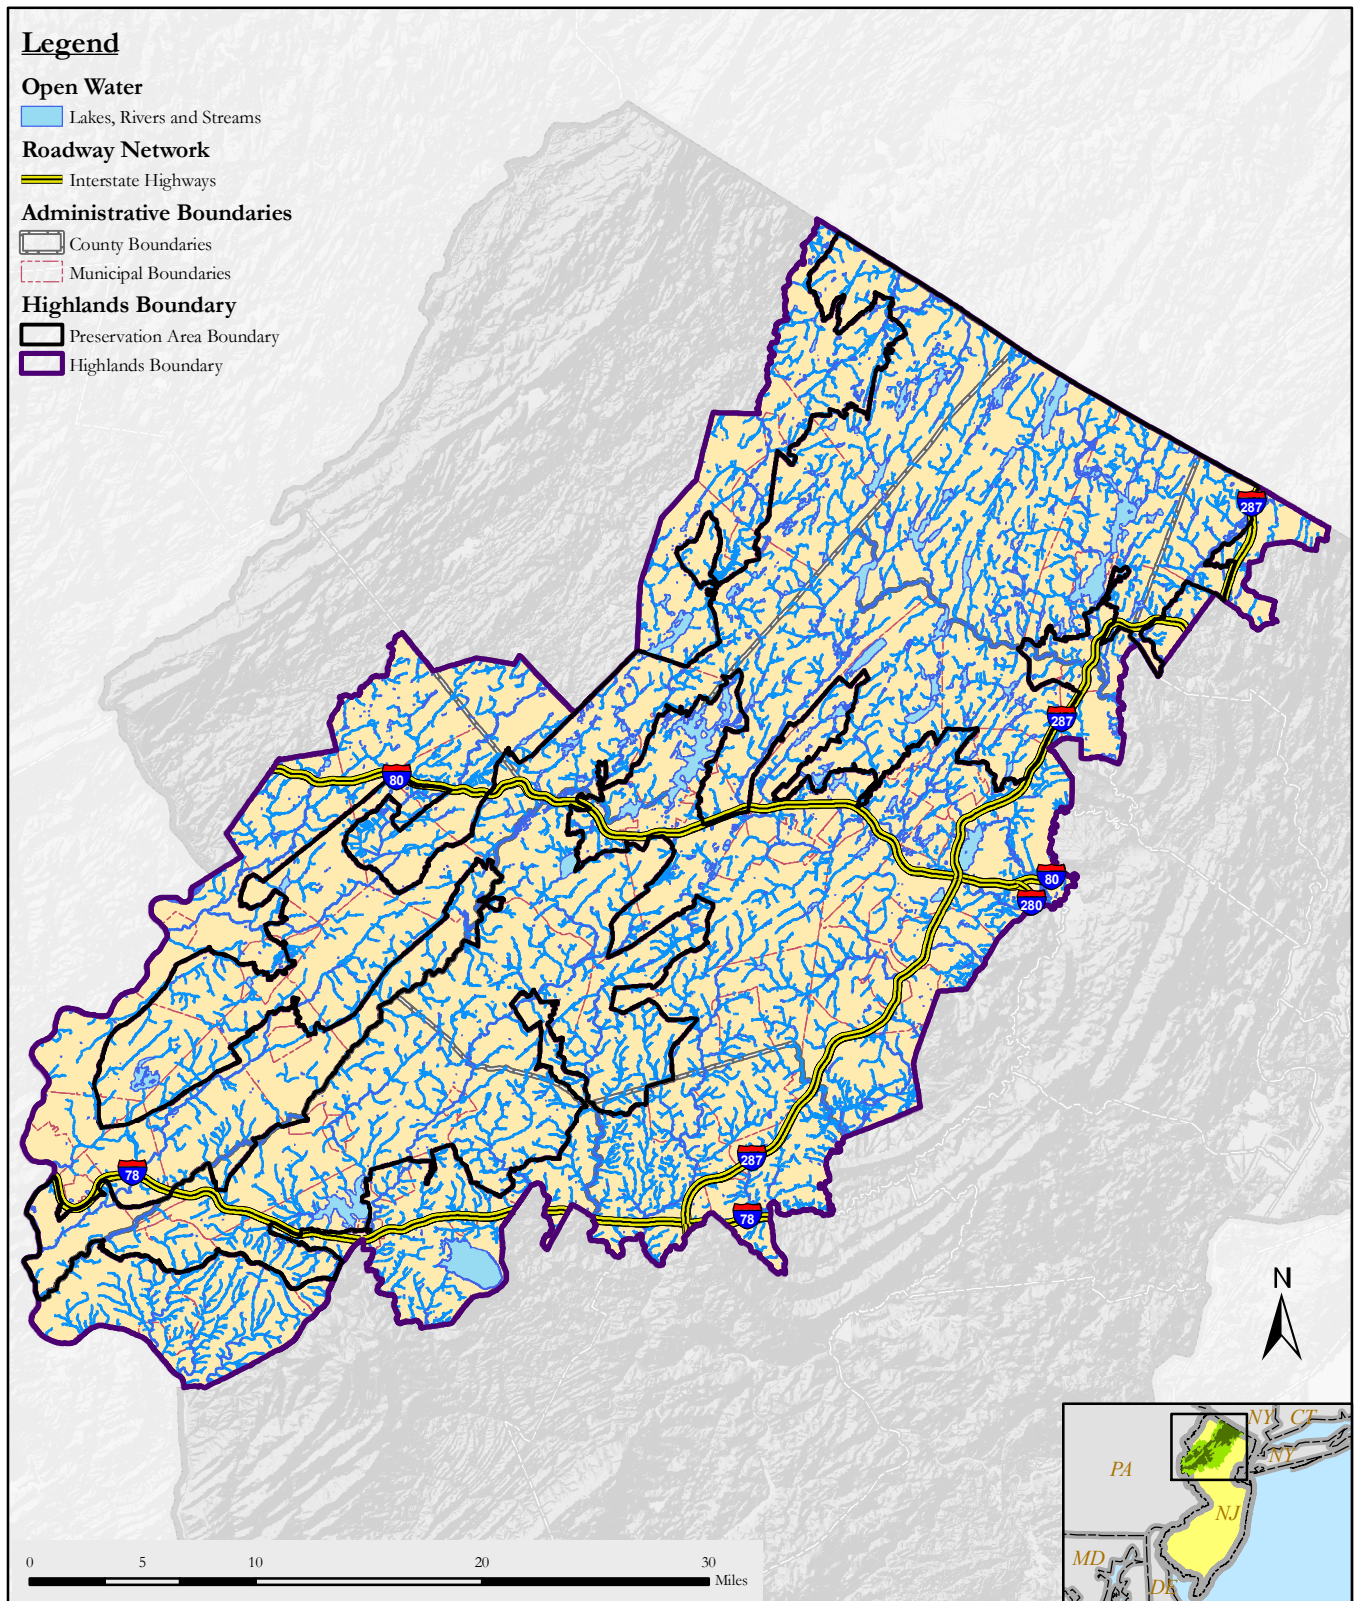 Legend
Open Water
Lakes, Rivers and Streams
Roadway Network
Interstate Highways
Administrative Boundaries
County Boundaries
Municipal Boundaries
Highlands Boundary
Preservation Area Boundary
Highlands Boundary
287
287
80
80
280
287
78
78
N
NY CT
NY
PA
NJ
MD
DE
0 5 10 20 30
Miles